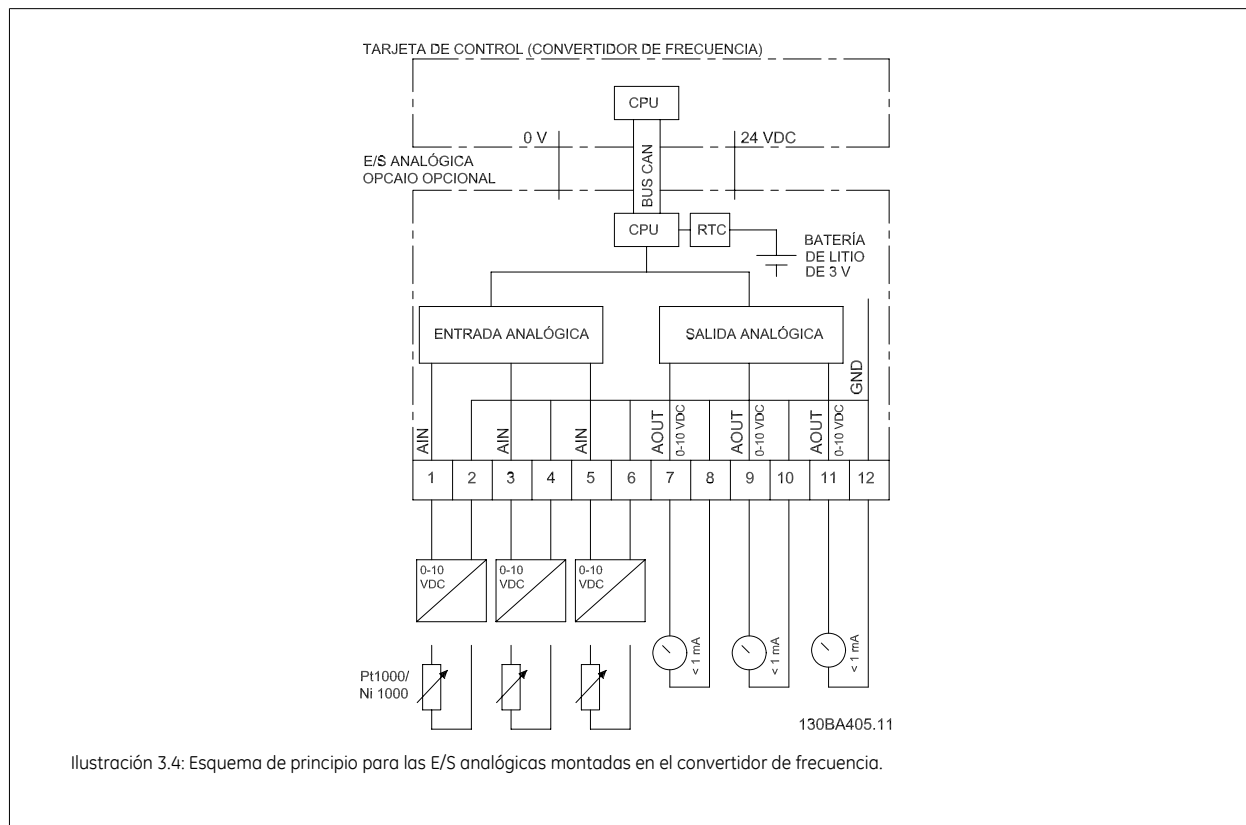 TARJETA DE CONTROL (CONVERTIDOR DE FRECUENCIA)
CPU
0 V
24 VDC
BUS CAN
E/S ANALÓGICA
OPCAIO OPCIONAL
CPU
RTC
BATERÍA
DE LITIO
DE 3 V
ENTRADA ANALÓGICA
SALIDA ANALÓGICA
GND
AIN
AIN
AIN
AOUT
0-10 VDC
AOUT
0-10 VDC
AOUT
0-10 VDC
1 2 3 4 5 6 7 8 9 10 11 12
0-10
VDC
0-10
VDC
0-10
VDC
< 1 mA
< 1 mA
< 1 mA
Pt1000/
Ni 1000
130BA405.11
Ilustración 3.4: Esquema de principio para las E/S analógicas montadas en el convertidor de frecuencia.